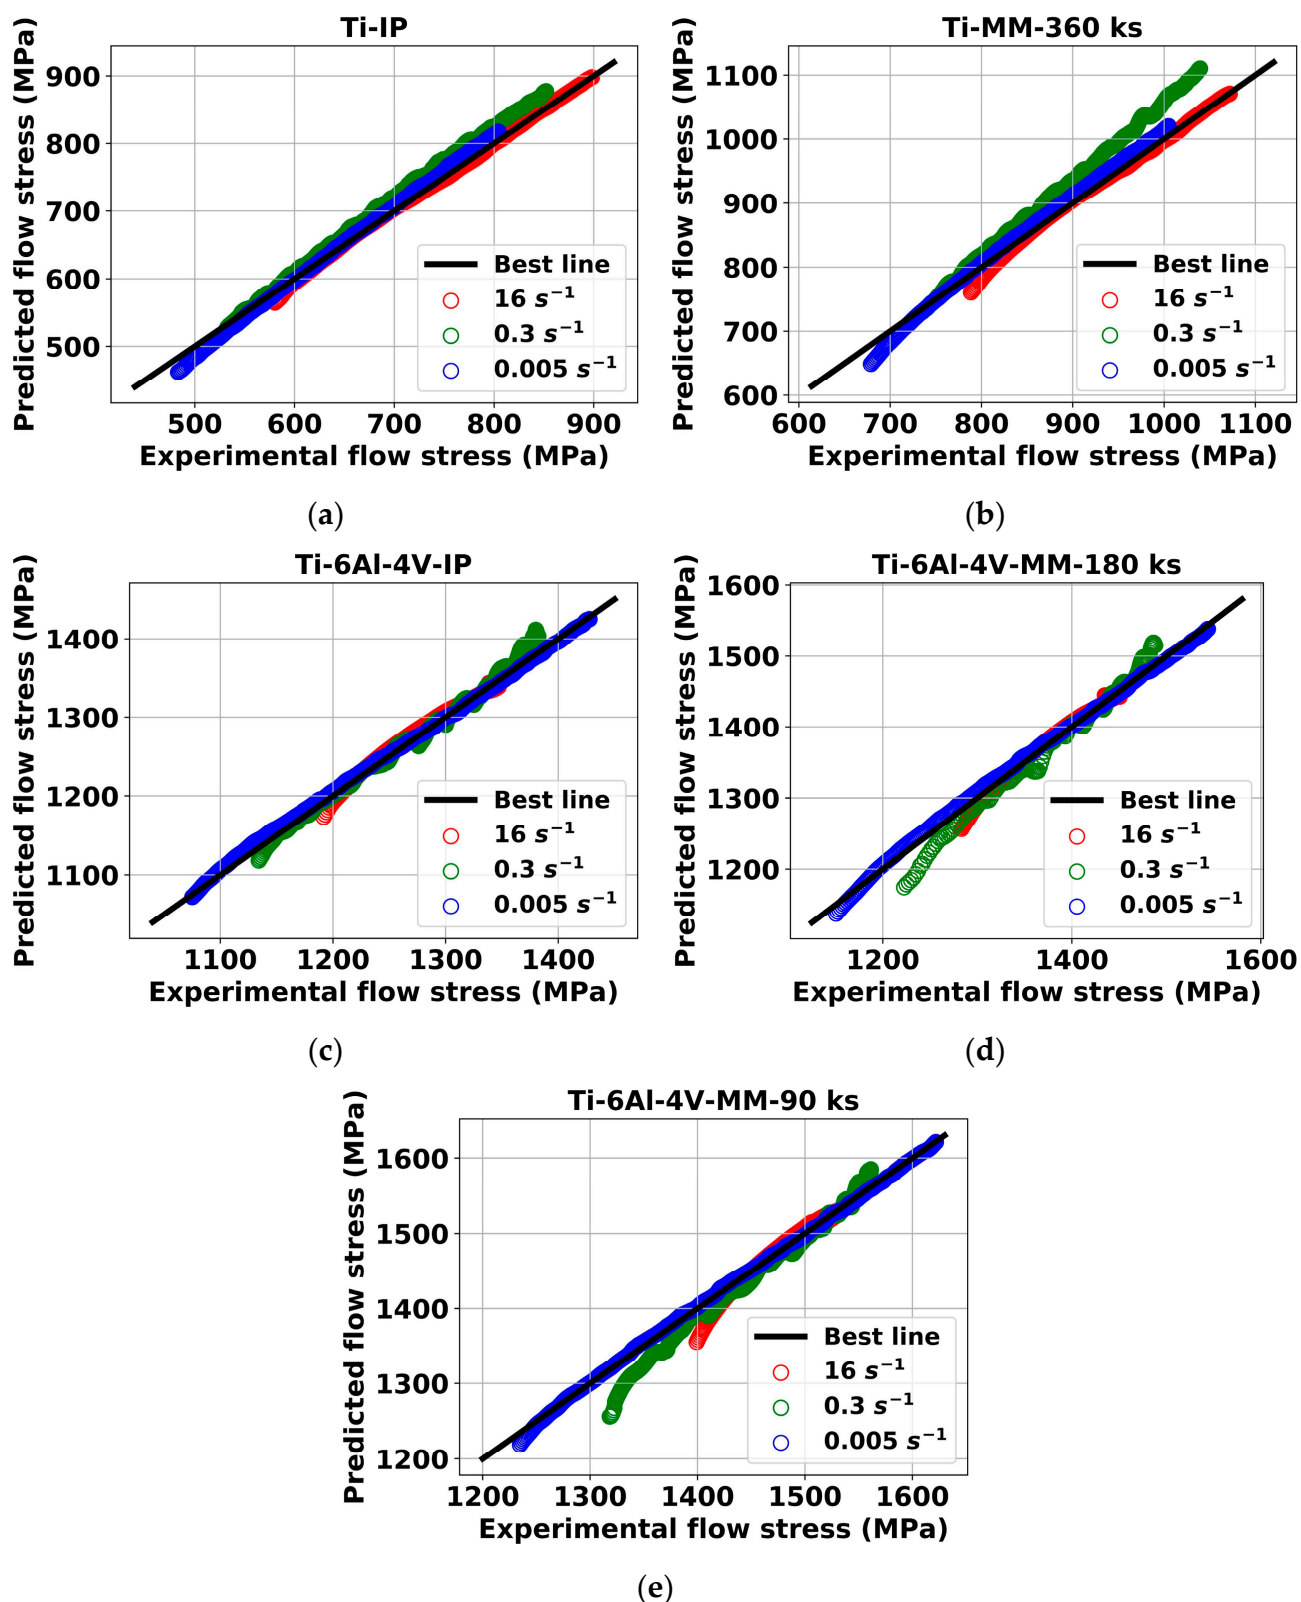 Ti-IP
Predicted flow stress (MPa)
900
800
700
600
500
Best line
16 s⁻¹
0.3 s⁻¹
0.005 s⁻¹
500 600 700 800 900
Experimental flow stress (MPa)
(a)
Ti-MM-360 ks
Predicted flow stress (MPa)
1100
1000
900
800
700
600
Best line
16 s⁻¹
0.3 s⁻¹
0.005 s⁻¹
600 700 800 900 1000 1100
Experimental flow stress (MPa)
(b)
Ti-6Al-4V-IP
Predicted flow stress (MPa)
1400
1300
1200
1100
Best line
16 s⁻¹
0.3 s⁻¹
0.005 s⁻¹
1100 1200 1300 1400
Experimental flow stress (MPa)
(c)
Ti-6Al-4V-MM-180 ks
Predicted flow stress (MPa)
1600
1500
1400
1300
1200
Best line
16 s⁻¹
0.3 s⁻¹
0.005 s⁻¹
1200 1400 1600
Experimental flow stress (MPa)
(d)
Ti-6Al-4V-MM-90 ks
Predicted flow stress (MPa)
1600
1500
1400
1300
1200
Best line
16 s⁻¹
0.3 s⁻¹
0.005 s⁻¹
1200 1300 1400 1500 1600
Experimental flow stress (MPa)
(e)